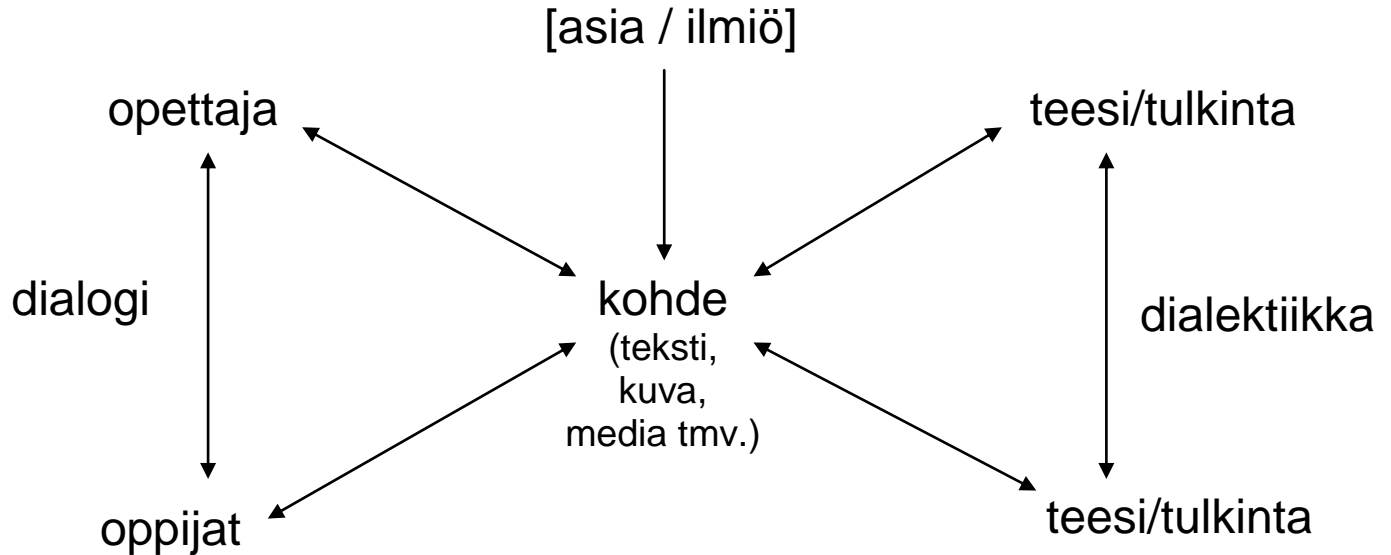 [asia / ilmiö]
opettaja
teesi/tulkinta
dialogi
kohde
(teksti,
kuva,
media tmv.)
dialektiikka
oppijat
teesi/tulkinta